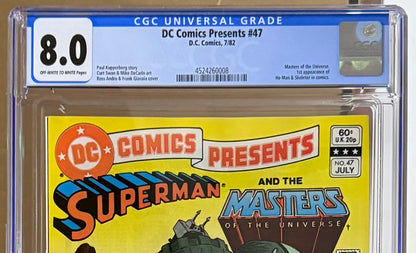 CGC UNIVERSAL GRADE
8.0
OFF-WHITE TO WHITE Pages
DC Comics Presents #47
D.C. Comics, 7/82
Paul Kupperberg story
Curt Swan & Mike DeCarlo art
Ross Andru & Frank Giacoia cover
4524260008
Masters of the Universe
1st appearance of
He-Man & Skeletor in comics
DC COMICS PRESENTS
60¢
U.K. 20p
NO. 47
JULY
SUPERMAN
AND THE
MASTERS
OF THE UNIVERSE